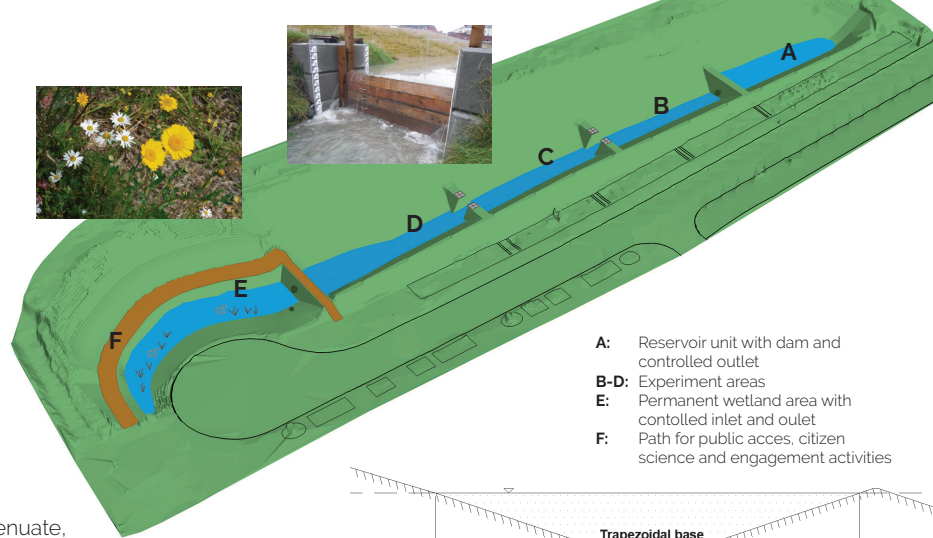 A
B
C
D
E
F
A: Reservoir unit with dam and
controlled outlet
B-D: Experiment areas
E: Permanent wetland area with
contolled inlet and oulet
F: Path for public acces, citizen
science and engagement activities
enuate,
Trapezoidal base